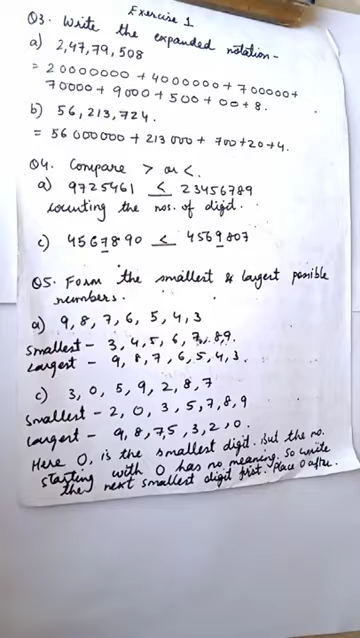 Exercise 1
Q3. Write the expanded notation -
a) 2,47,79,508
= 20000000 + 4000000 + 700000+
70000 + 9000 + 500 + 00 + 8.
b) 56,213,724.
= 56 000000 + 213 000 + 700+20+4.
Q4. Compare > or <.
a) 9725461 < 23456789
counting the nos. of digid.
c) 4567890 < 4569807
Q5. Form the smallest & largest possible
numbers.
a) 9, 8, 7, 6, 5, 4, 3
Smallest - 3, 4, 5, 6, 7, 8, 9.
Largest - 9, 8, 7, 6, 5, 4, 3.
c) 3, 0, 5, 9, 2, 8, 7
Smallest - 2, 0, 3, 5, 7, 8, 9
Largest - 9, 8, 7, 5, 3, 2, 0.
Here 0, is the smallest digit. But the no.
starting with 0 has no meaning. So write
the next smallest digit first. Place 0 after.